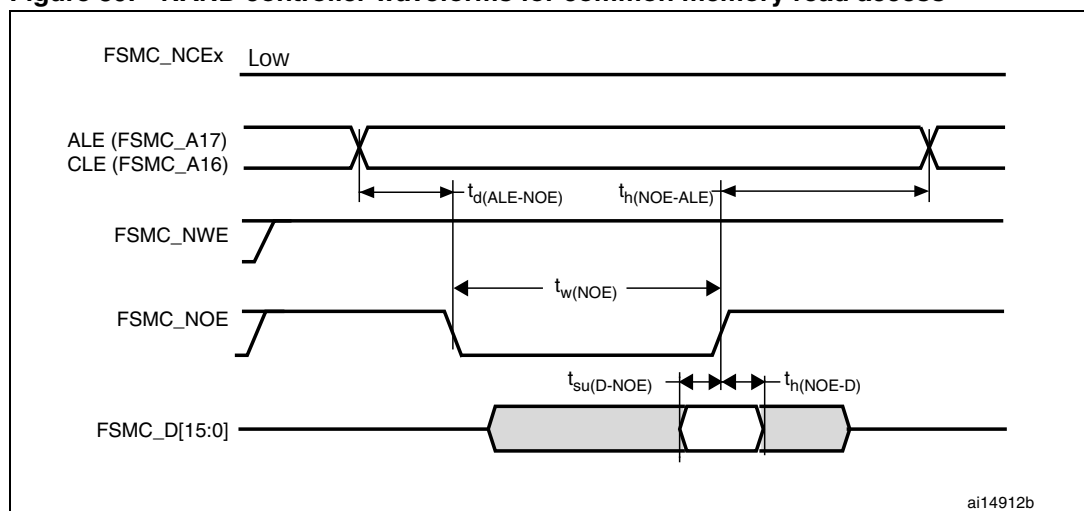 FSMC_NCEx Low
ALE (FSMC_A17)
CLE (FSMC_A16)
td(ALE-NOE) th(NOE-ALE)
FSMC_NWE
tw(NOE)
FSMC_NOE
tsu(D-NOE) th(NOE-D)
FSMC_D[15:0]
ai14912b